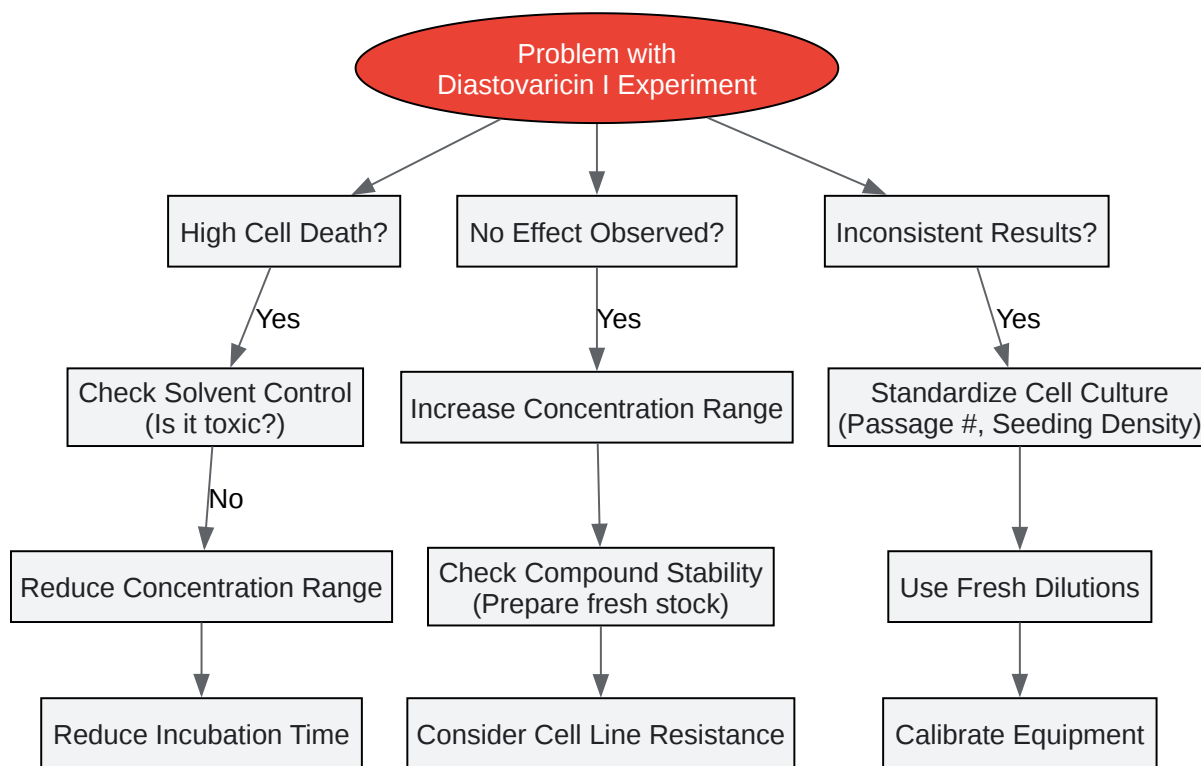 Problem with
Diastovaricin I Experiment
High Cell Death?
No Effect Observed?
Inconsistent Results?
Yes
Yes
Yes
Check Solvent Control
(Is it toxic?)
Increase Concentration Range
Standardize Cell Culture
(Passage #, Seeding Density)
No
Reduce Concentration Range
Check Compound Stability
(Prepare fresh stock)
Use Fresh Dilutions
Reduce Incubation Time
Consider Cell Line Resistance
Calibrate Equipment